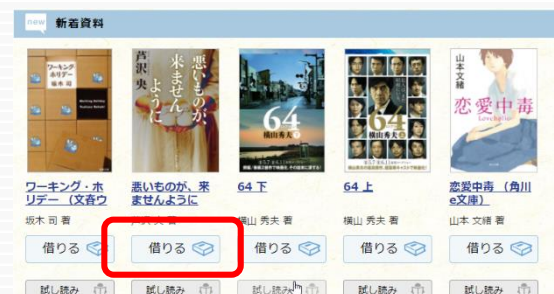 new 新着資料
ワーキング
ホリデー
坂木 司
芦沢 央
悪いものが、
来ません
ように
64
横山秀夫 下
64
横山秀夫 上
山本文緒
恋愛中毒
ワーキング・ホ
リデー (文春ウ
悪いものが、来
ませんように
64 下
64 上
恋愛中毒 (角川
e文庫)
坂木 司 著
芦沢 央 著
横山 秀夫 著
横山 秀夫 著
山本 文緒 著
借りる
借りる
借りる
借りる
借りる
試し読み
試し読み
試し読み
試し読み
試し読み